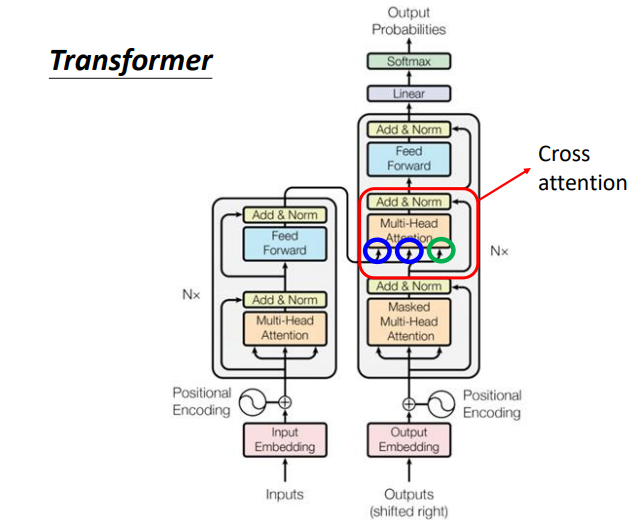 Transformer
Output
Probabilities
Softmax
Linear
Add & Norm
Feed
Forward
Add & Norm
Multi-Head
Attention
Cross
attention
Nx
Add & Norm
Masked
Multi-Head
Attention
Add & Norm
Feed
Forward
Nx
Add & Norm
Multi-Head
Attention
Positional
Encoding
Positional
Encoding
Input
Embedding
Output
Embedding
Inputs
Outputs
(shifted right)